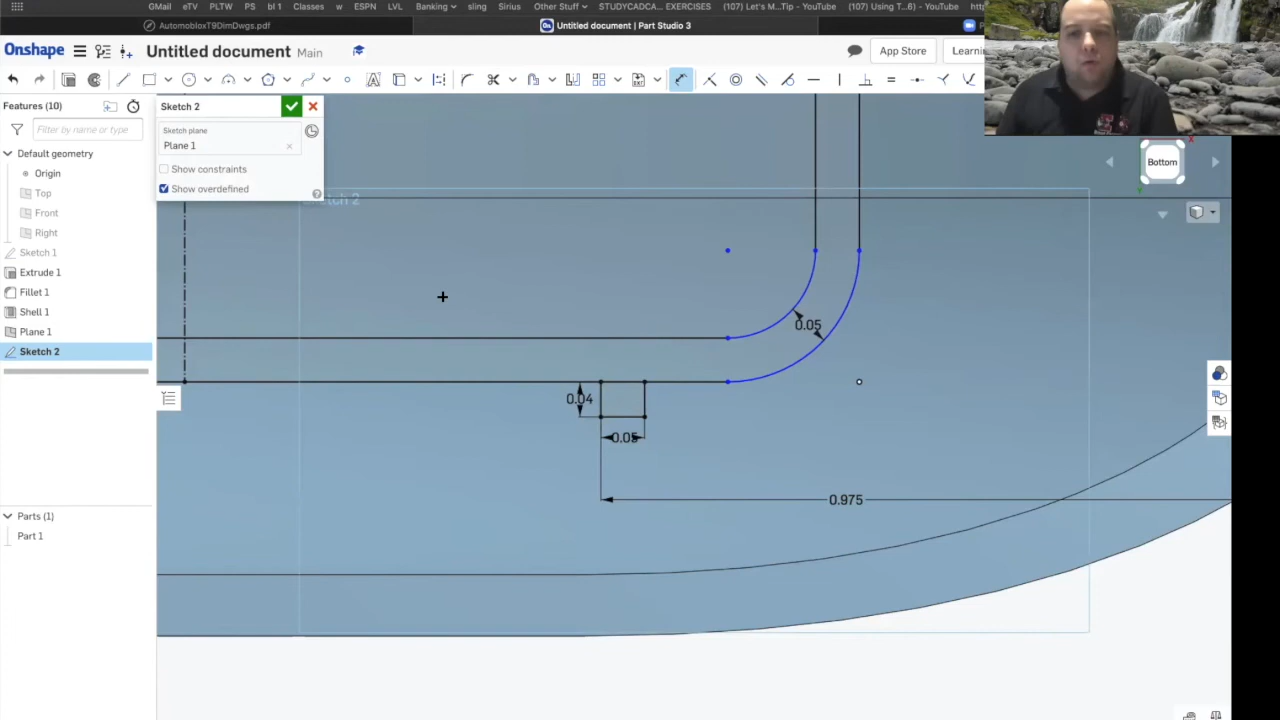 GMail eTV PLTW PS bl 1 Classes w ESPN LVL Banking sling Sirius Other Stuff STUDYCADCA... EXERCISES (107) Let's M...Tip - YouTube (107) Using T...6) - YouTube
AutomobloxT9DimDwgs.pdf
Untitled document | Part Studio 3
Onshape
Untitled document Main
App Store
Learni
Features (10)
Filter by name or type
Default geometry
Origin
Top
Front
Right
Sketch 1
Extrude 1
Fillet 1
Shell 1
Plane 1
Sketch 2
Sketch 2
Sketch plane
Plane 1
Show constraints
Show overdefined
Sketch 2
Bottom
X
Y
0.05
0.04
0.05
0.975
Parts (1)
Part 1